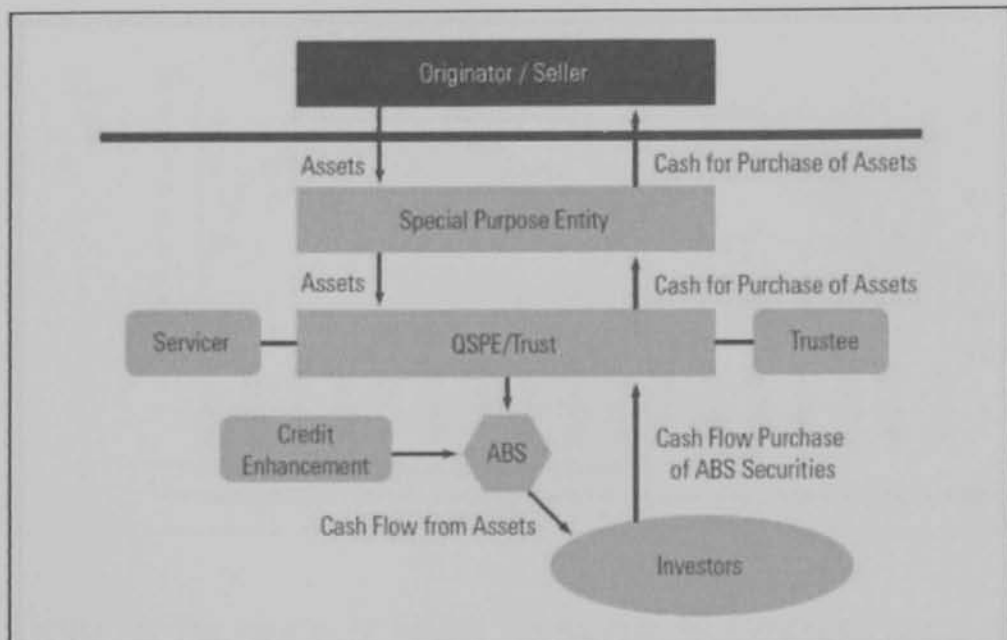 Originator / Seller
Assets
Cash for Purchase of Assets
Special Purpose Entity
Assets
Cash for Purchase of Assets
Servicer
QSPE/Trust
Trustee
Credit
Enhancement
ABS
Cash Flow Purchase
of ABS Securities
Cash Flow from Assets
Investors